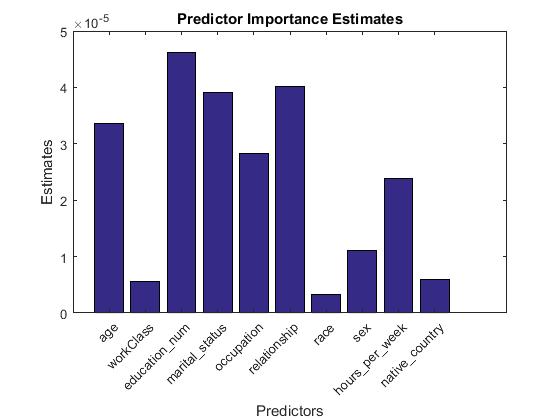 Predictor Importance Estimates
×10-5
5
4
3
2
1
0
Estimates
age
workClass
education_num
marital_status
occupation
relationship
race
sex
hours_per_week
native_country
Predictors